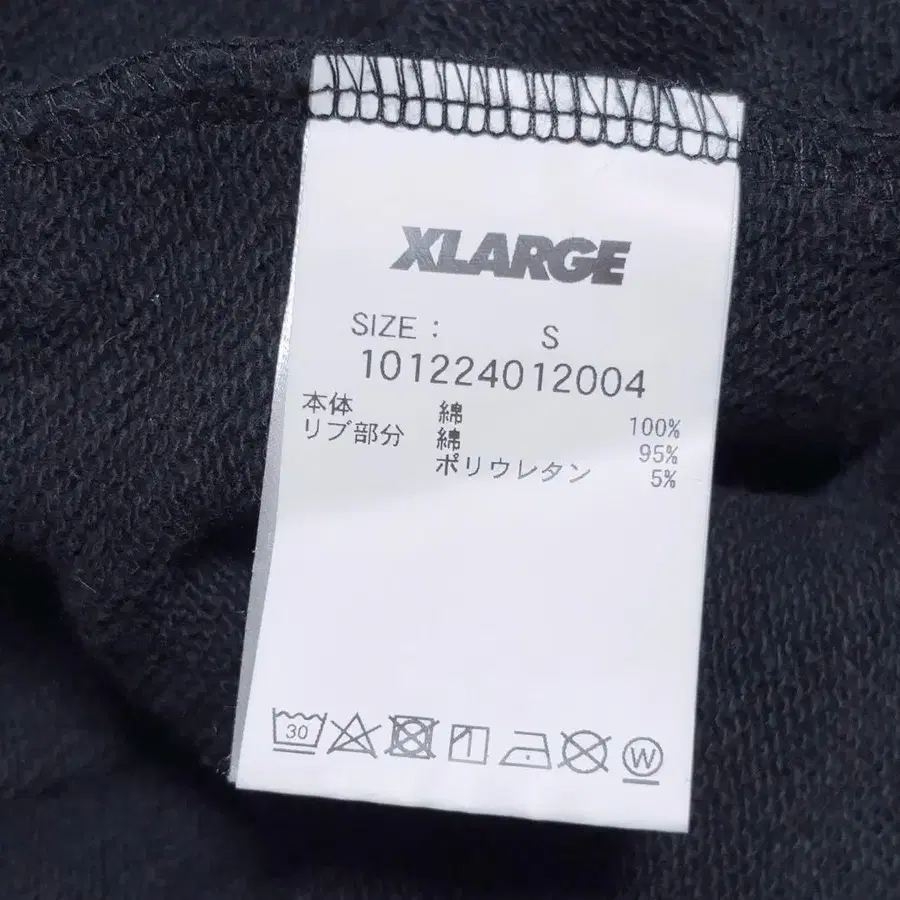 XLARGE
SIZE : S
101224012004
本体 綿 100%
リブ部分 綿 95%
ポリウレタン 5%
30 W